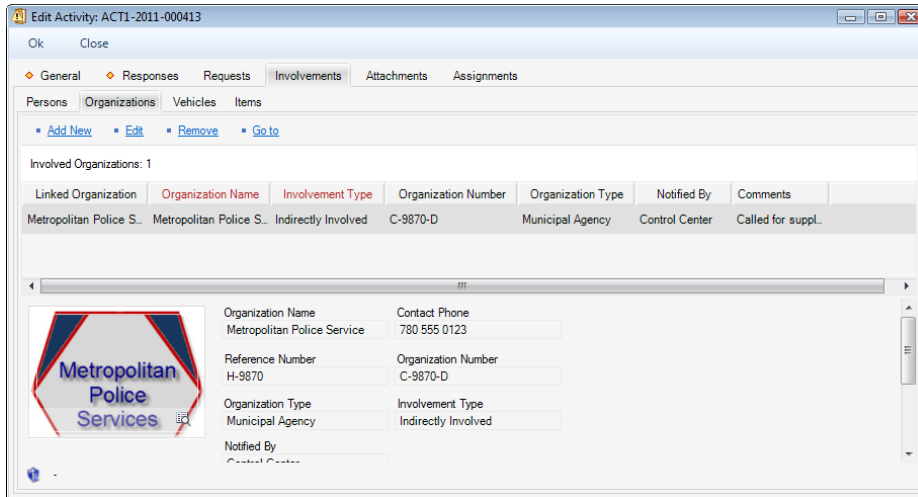 Edit Activity: ACT1-2011-000413
Ok Close
General Responses Requests Involvements Attachments Assignments
Persons Organizations Vehicles Items
Add New Edit Remove Go to
Involved Organizations: 1
Linked Organization Organization Name Involvement Type Organization Number Organization Type Notified By Comments
Metropolitan Police S... Metropolitan Police S... Indirectly Involved C-9870-D Municipal Agency Control Center Called for suppl...
Organization Name Contact Phone
Metropolitan Police Service 780 555 0123
Reference Number Organization Number
H-9870 C-9870-D
Organization Type Involvement Type
Municipal Agency Indirectly Involved
Notified By
Control Center
Metropolitan
Police
Services
-